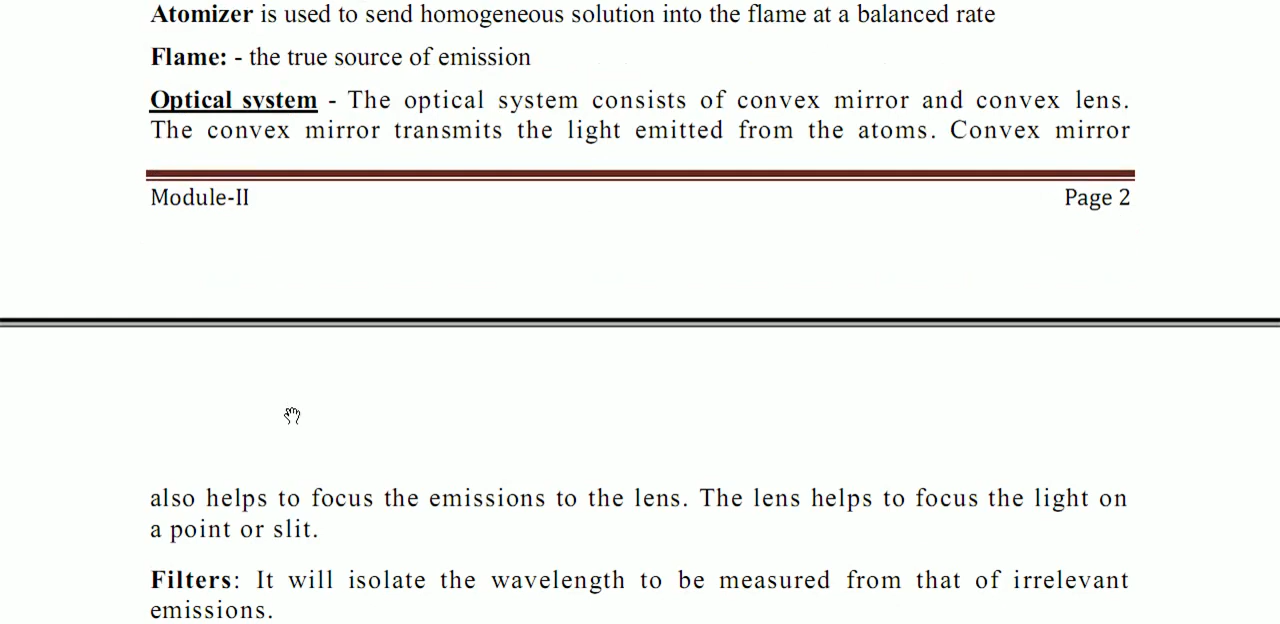 Atomizer is used to send homogeneous solution into the flame at a balanced rate
Flame: - the true source of emission
Optical system - The optical system consists of convex mirror and convex lens.
The convex mirror transmits the light emitted from the atoms. Convex mirror
Module-II Page 2
also helps to focus the emissions to the lens. The lens helps to focus the light on
a point or slit.
Filters: It will isolate the wavelength to be measured from that of irrelevant
emissions.